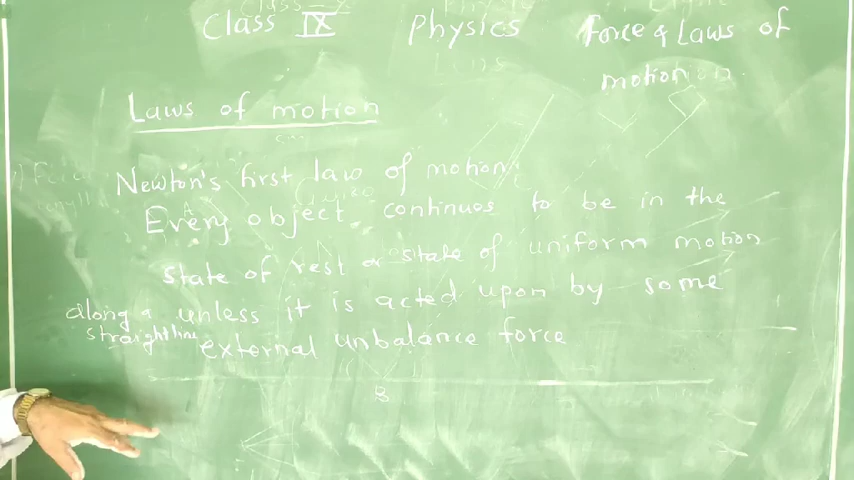 Class IX Physics Force & Laws of
motion
Laws of motion
Newton's first law of motion:
Every object continues to be in the
state of rest or state of uniform motion
along a unless it is acted upon by some
straight line external unbalance force
B